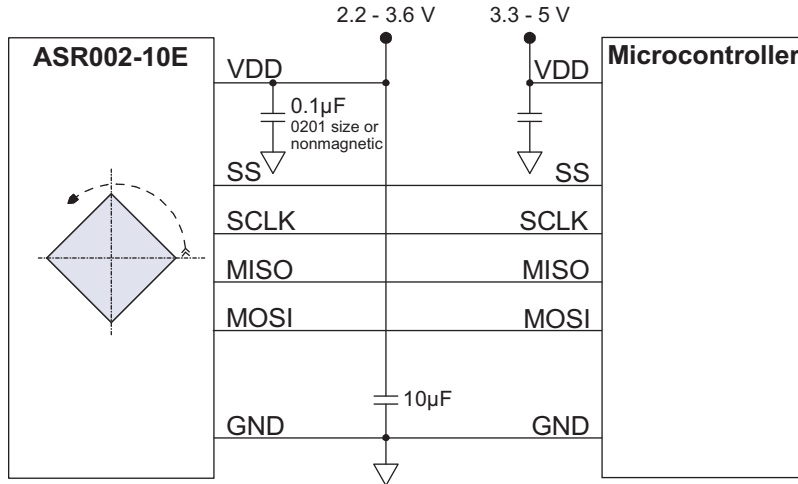 2.2 - 3.6 V
3.3 - 5 V
ASR002-10E
Microcontroller
VDD
VDD
0.1µF
0201 size or
nonmagnetic
SS
SS
SCLK
SCLK
MISO
MISO
MOSI
MOSI
10µF
GND
GND